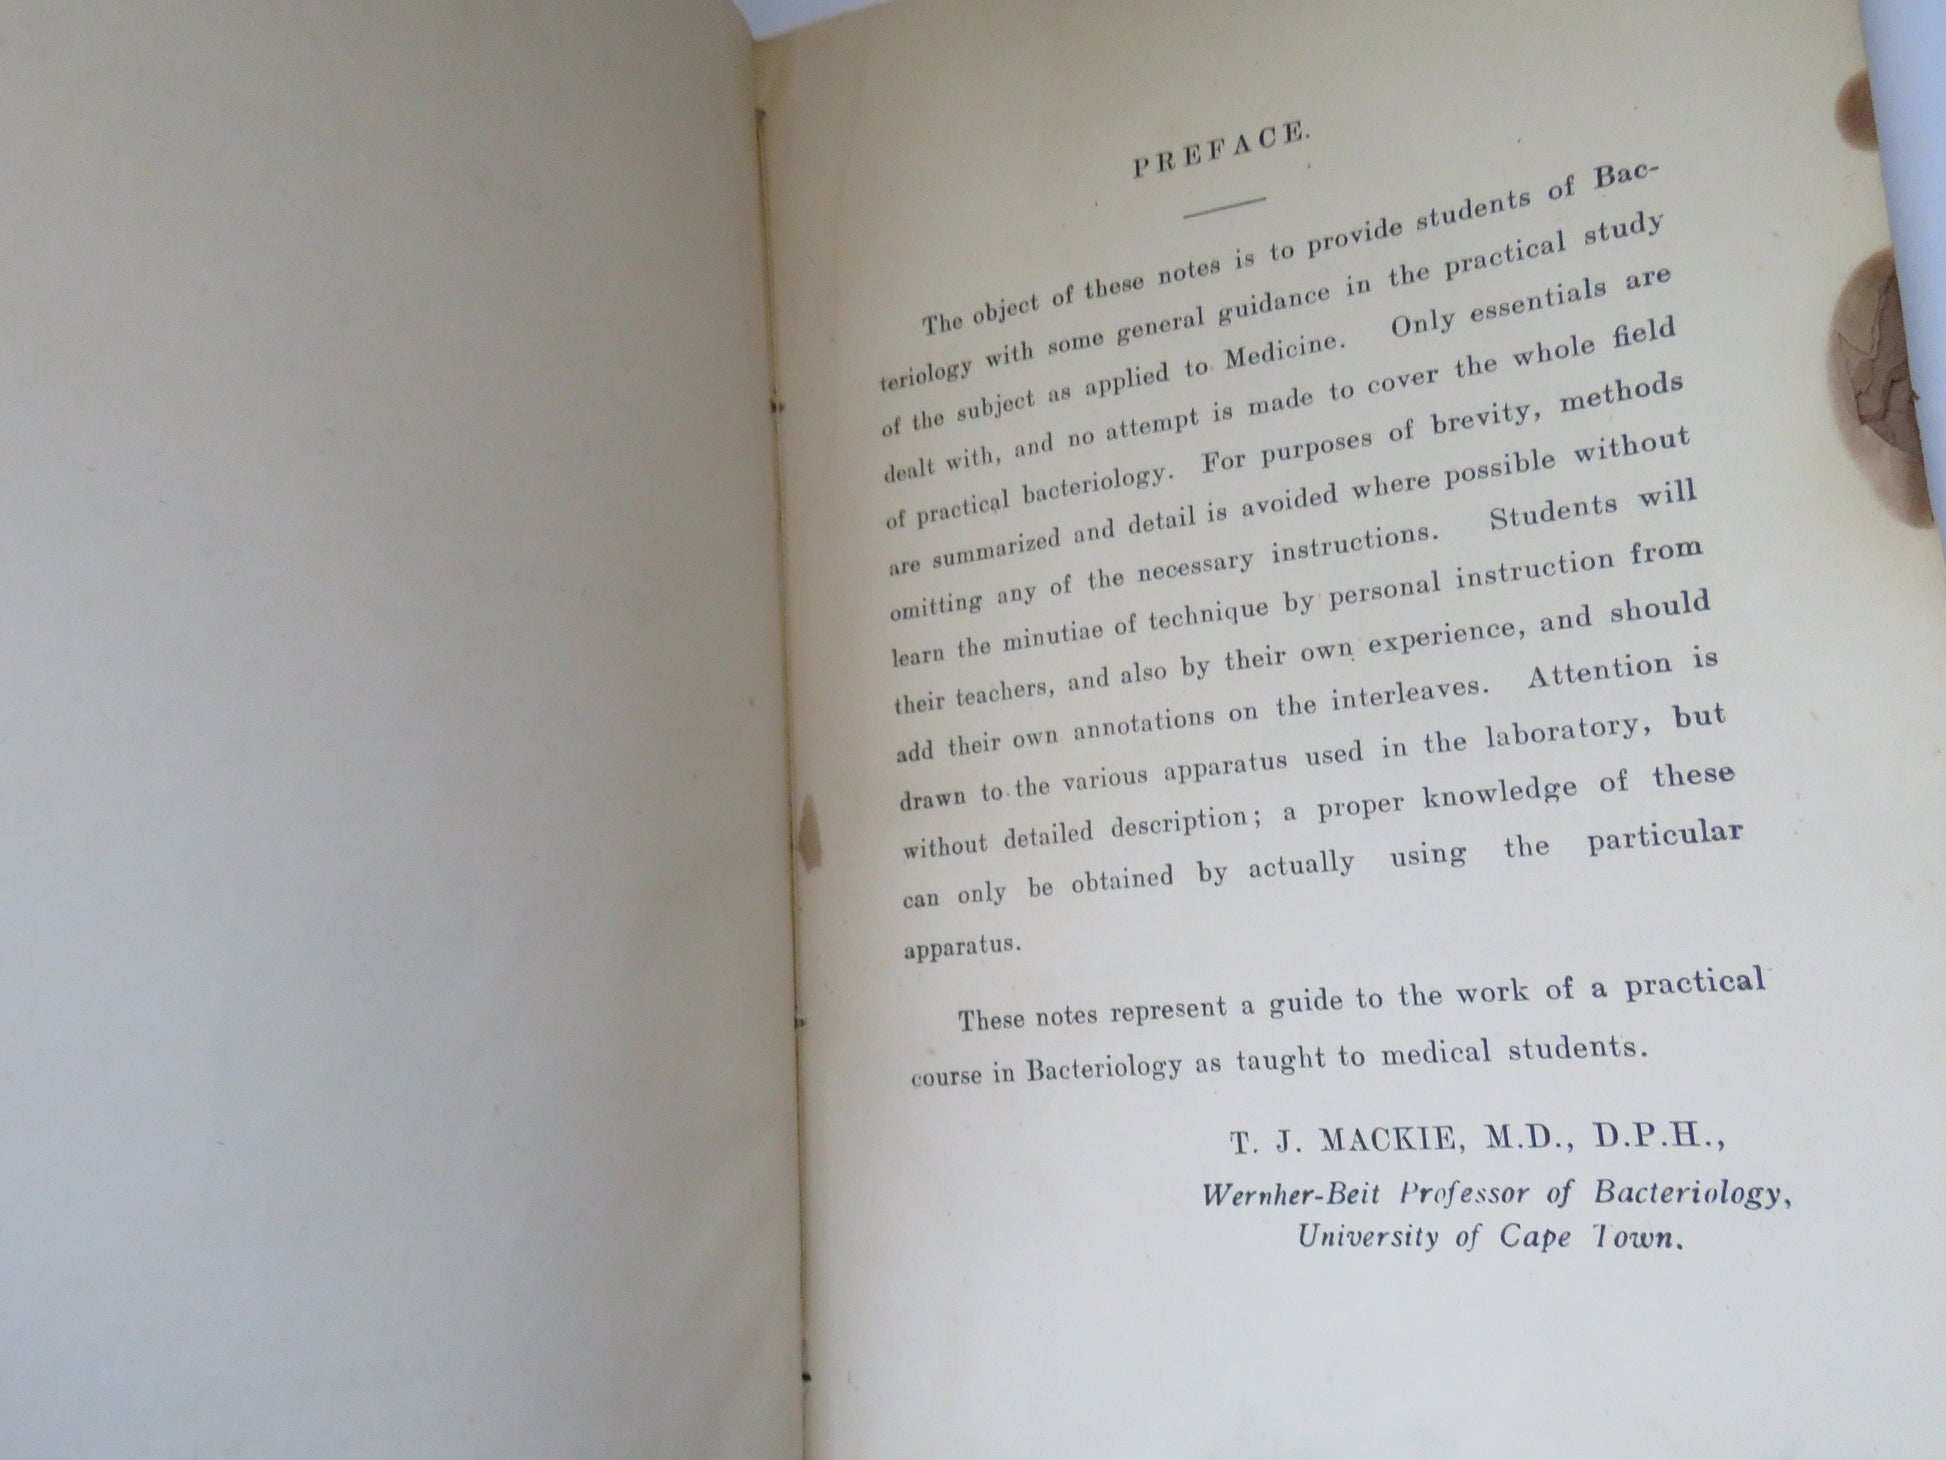 PREFACE.
The object of these notes is to provide students of Bac-
teriology with some general guidance in the practical study
of the subject as applied to Medicine. Only essentials are
dealt with, and no attempt is made to cover the whole field
of practical bacteriology. For purposes of brevity, methods
are summarized and detail is avoided where possible without
omitting any of the necessary instructions. Students will
learn the minutiae of technique by personal instruction from
their teachers, and also by their own experience, and should
add their own annotations on the interleaves. Attention is
drawn to the various apparatus used in the laboratory, but
without detailed description; a proper knowledge of these
can only be obtained by actually using the particular
apparatus.
These notes represent a guide to the work of a practical
course in Bacteriology as taught to medical students.
T. J. MACKIE, M.D., D.P.H.,
Wernher-Beit Professor of Bacteriology,
University of Cape Town.